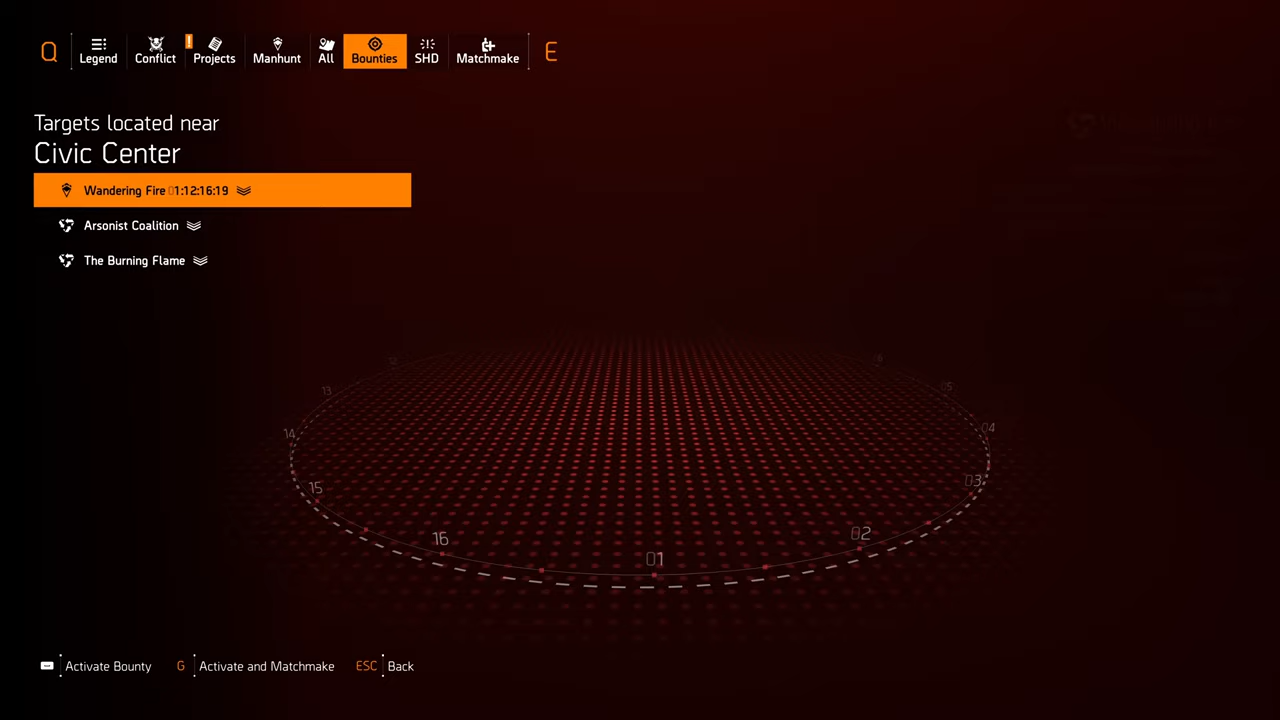 Q Legend Conflict ! Projects Manhunt All Bounties SHD Matchmake E
Targets located near
Civic Center
Wandering Fire 01:12:16:19
Arsonist Coalition
The Burning Flame
13
05
14
04
15
03
16
02
01
Activate Bounty G Activate and Matchmake ESC Back